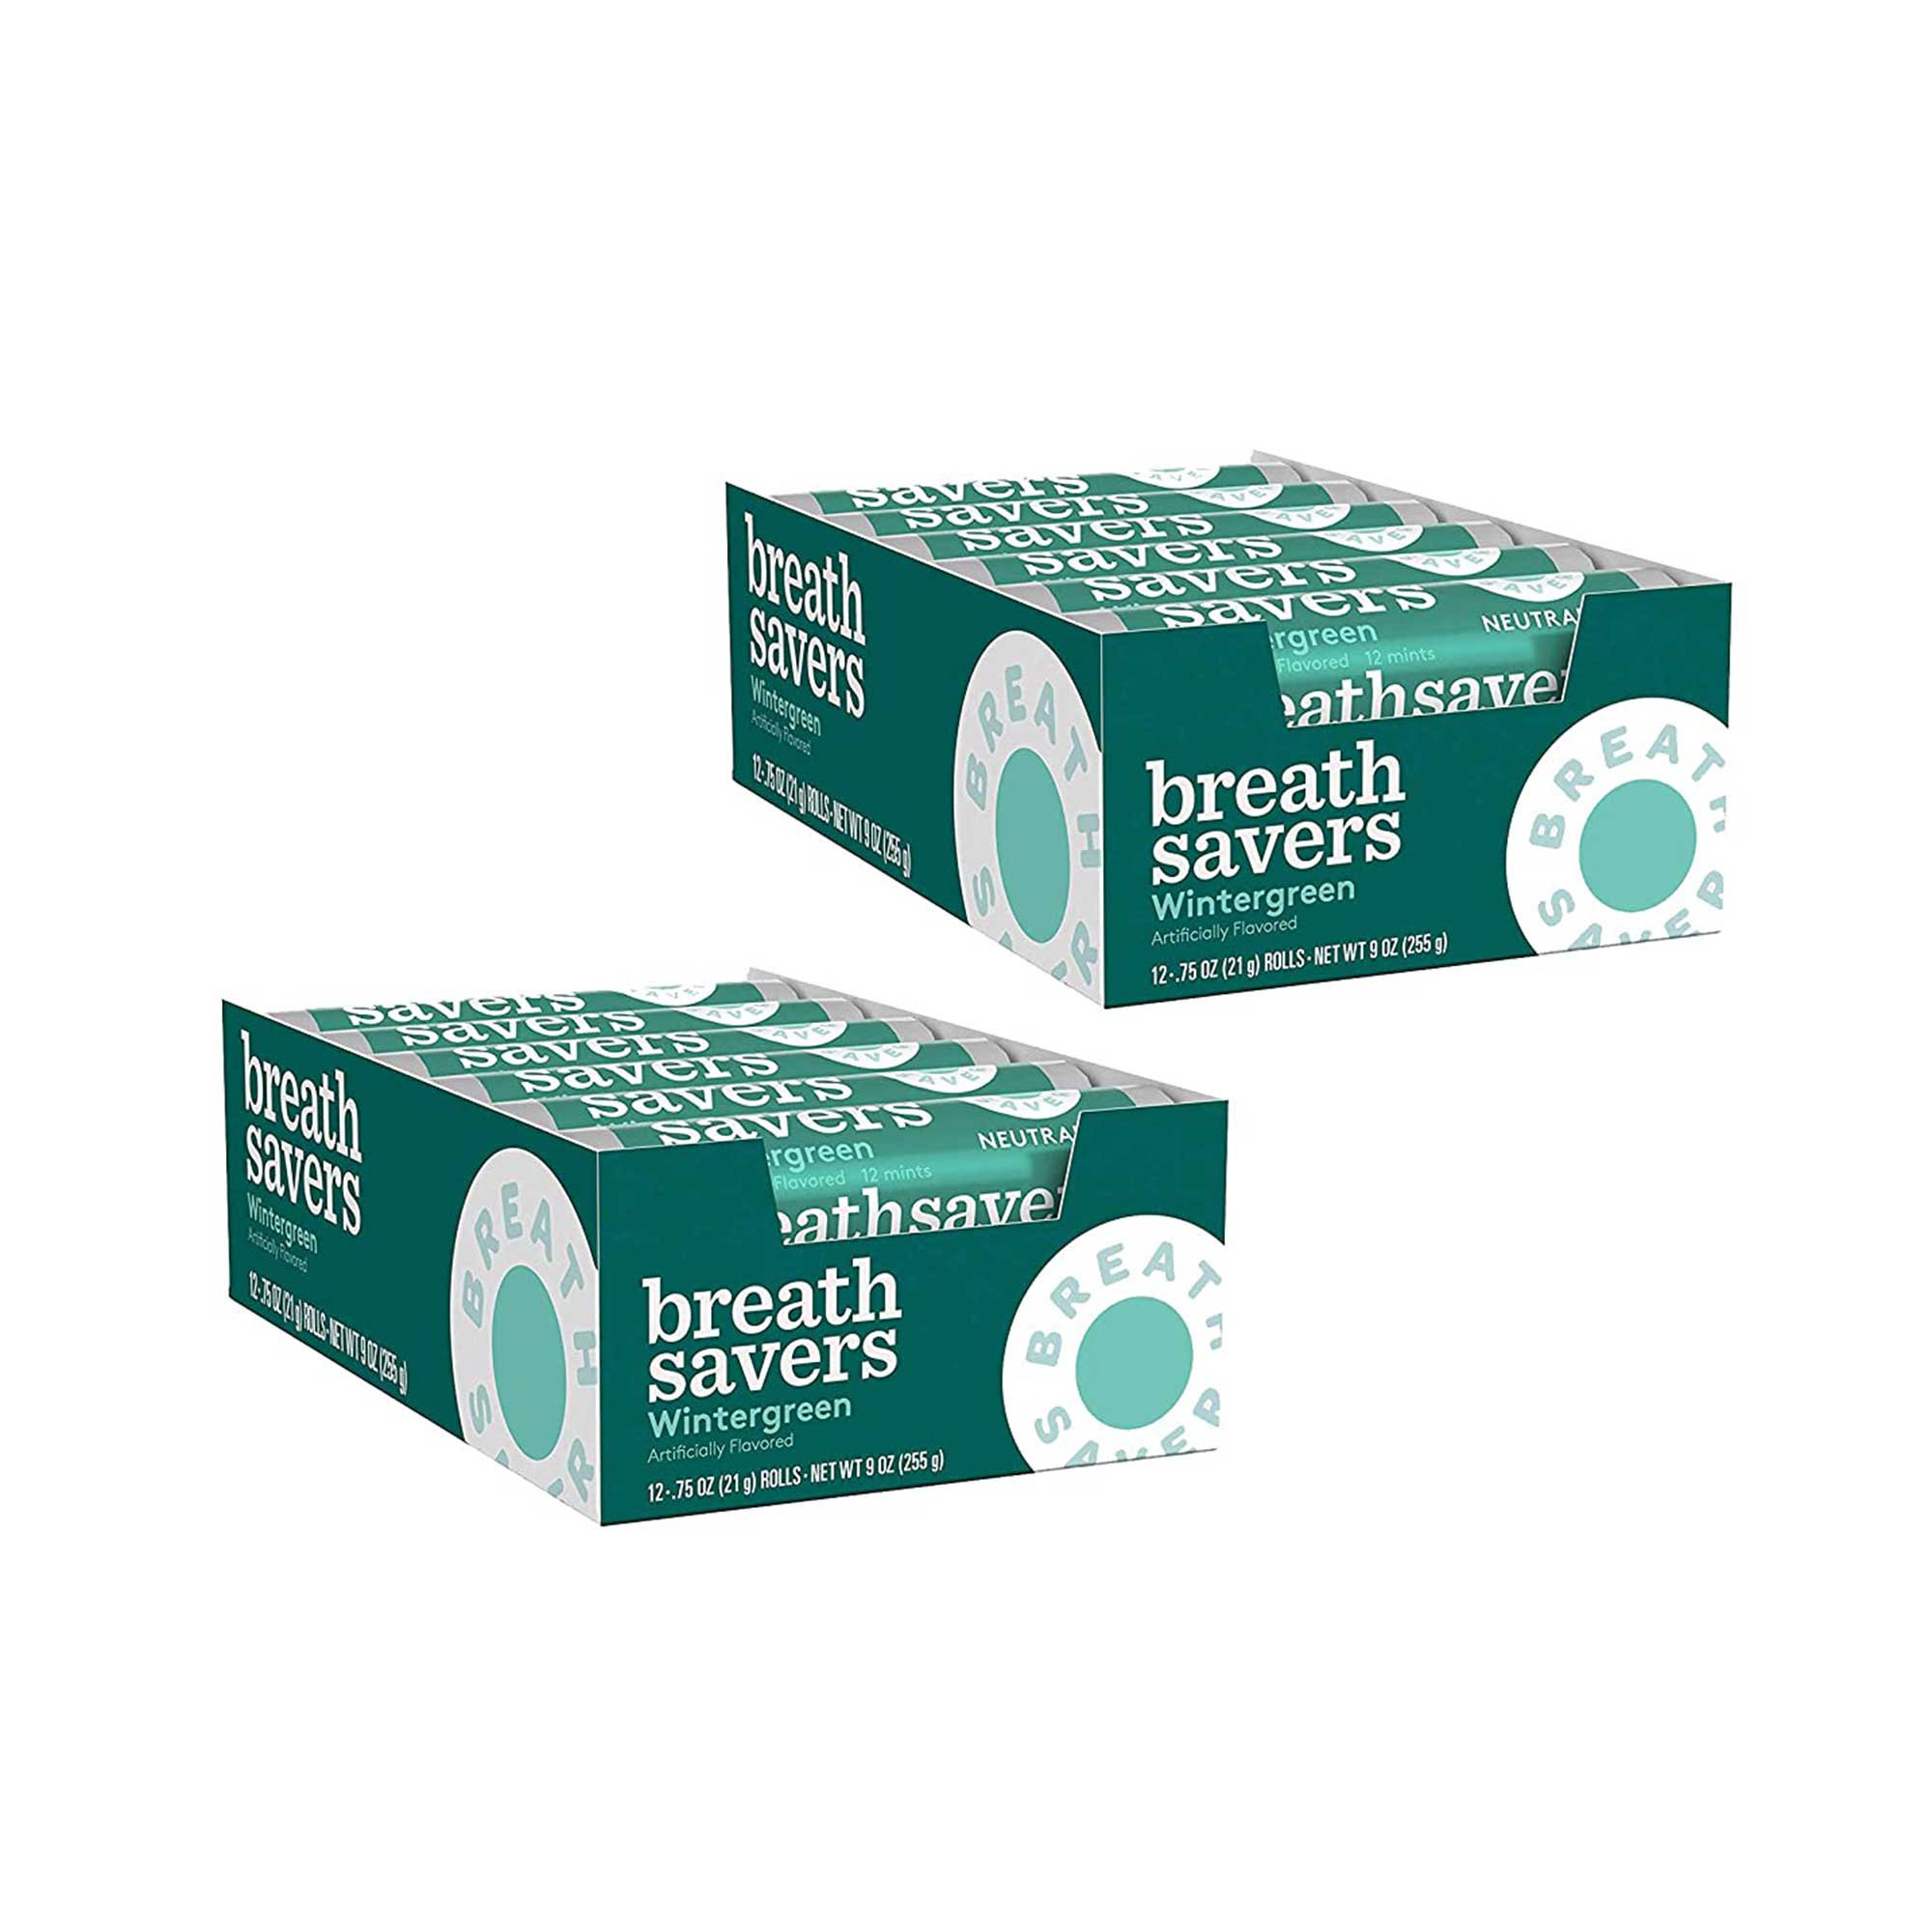 savers
savers
savers
savers
savers
savers
NEUTRA
rgreen
Flavored 12 mints
eathsave
breath
savers
Wintergreen
Artificially Flavored
12-.75 OZ (21 g) ROLLS·NET WT 9 OZ (255 g)
BREATH
breath
savers
Wintergreen
Artificially Flavored
12·.75 OZ (21 g) ROLLS·NET WT 9 OZ (255 g)
BREATH
SAVER
savers
savers
savers
savers
savers
savers
NEUTRA
rgreen
Flavored 12 mints
eathsave
breath
savers
Wintergreen
Artificially Flavored
12-.75 OZ (21 g) ROLLS·NET WT 9 OZ (255 g)
BREATH
breath
savers
Wintergreen
Artificially Flavored
12·.75 OZ (21 g) ROLLS·NET WT 9 OZ (255 g)
BREATH
SAVER